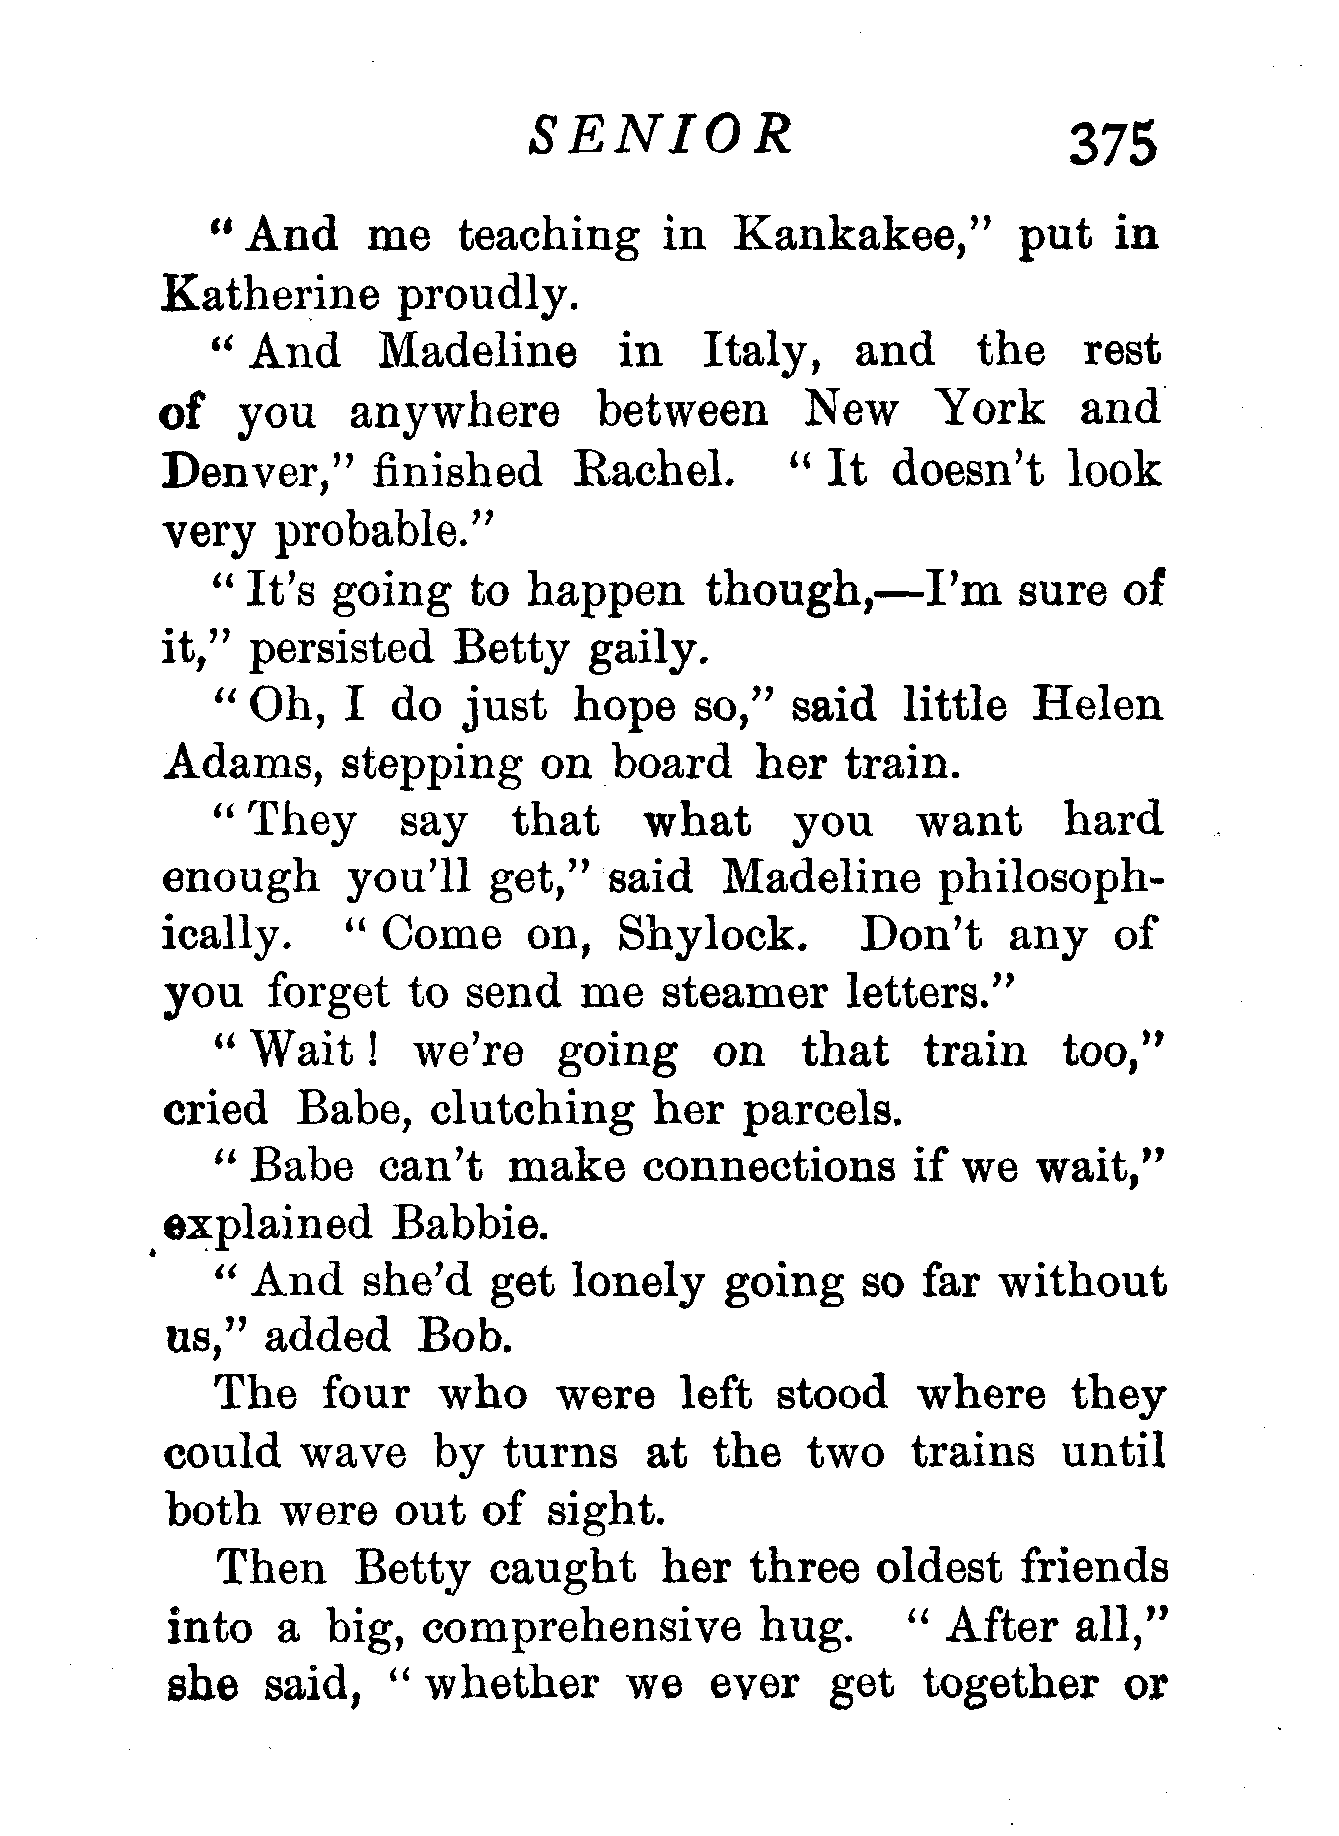 SENIOR 375
“ And me teaching in Kankakee,” put in
Katherine proudly.
“ And Madeline in Italy, and the rest
of you anywhere between New York and
Denver,” finished Rachel. “ It doesn’t look
very probable.”
“ It’s going to happen though,—I’m sure of
it,” persisted Betty gaily.
“ Oh, I do just hope so,” said little Helen
Adams, stepping on board her train.
“ They say that what you want hard
enough you’ll get,” said Madeline philosoph-
ically. “ Come on, Shylock. Don’t any of
you forget to send me steamer letters.”
“ Wait ! we’re going on that train too,”
cried Babe, clutching her parcels.
“ Babe can’t make connections if we wait,”
explained Babbie.
“ And she’d get lonely going so far without
us,” added Bob.
The four who were left stood where they
could wave by turns at the two trains until
both were out of sight.
Then Betty caught her three oldest friends
into a big, comprehensive hug. “ After all,”
she said, “ whether we ever get together or